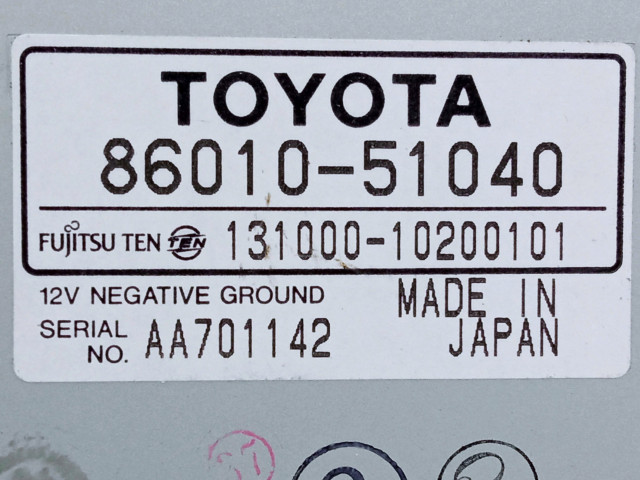 TOYOTA
86010-51040
FUJITSU TEN TEN 131000-10200101
12V NEGATIVE GROUND MADE IN
SERIAL NO. AA701142 JAPAN